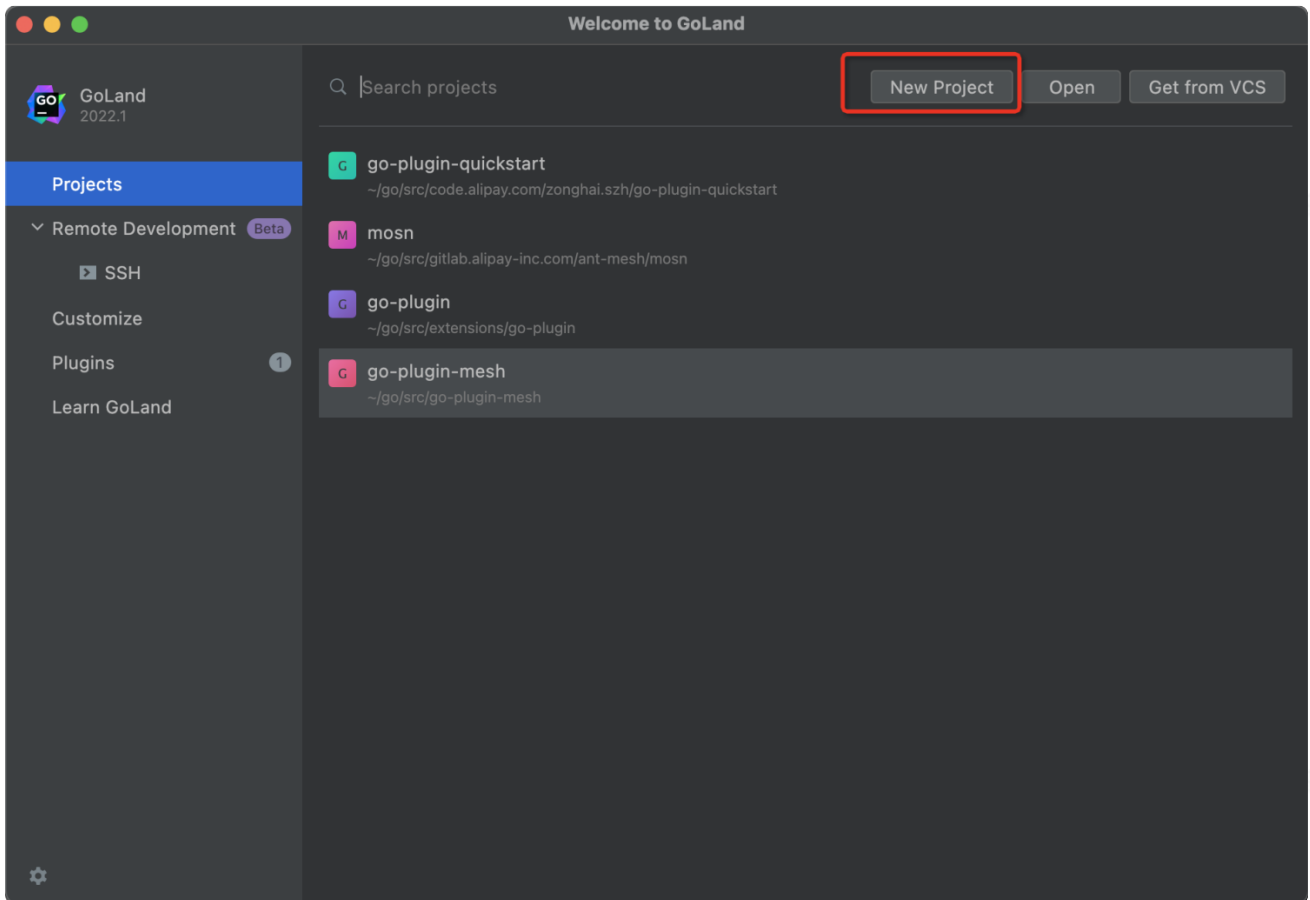 Welcome to GoLand
GO
GoLand
2022.1
Search projects
New Project
Open
Get from VCS
Projects
Remote Development Beta
SSH
Customize
Plugins 1
Learn GoLand
G go-plugin-quickstart
~/go/src/code.alipay.com/zonghai.szh/go-plugin-quickstart
M mosn
~/go/src/gitlab.alipay-inc.com/ant-mesh/mosn
G go-plugin
~/go/src/extensions/go-plugin
G go-plugin-mesh
~/go/src/go-plugin-mesh